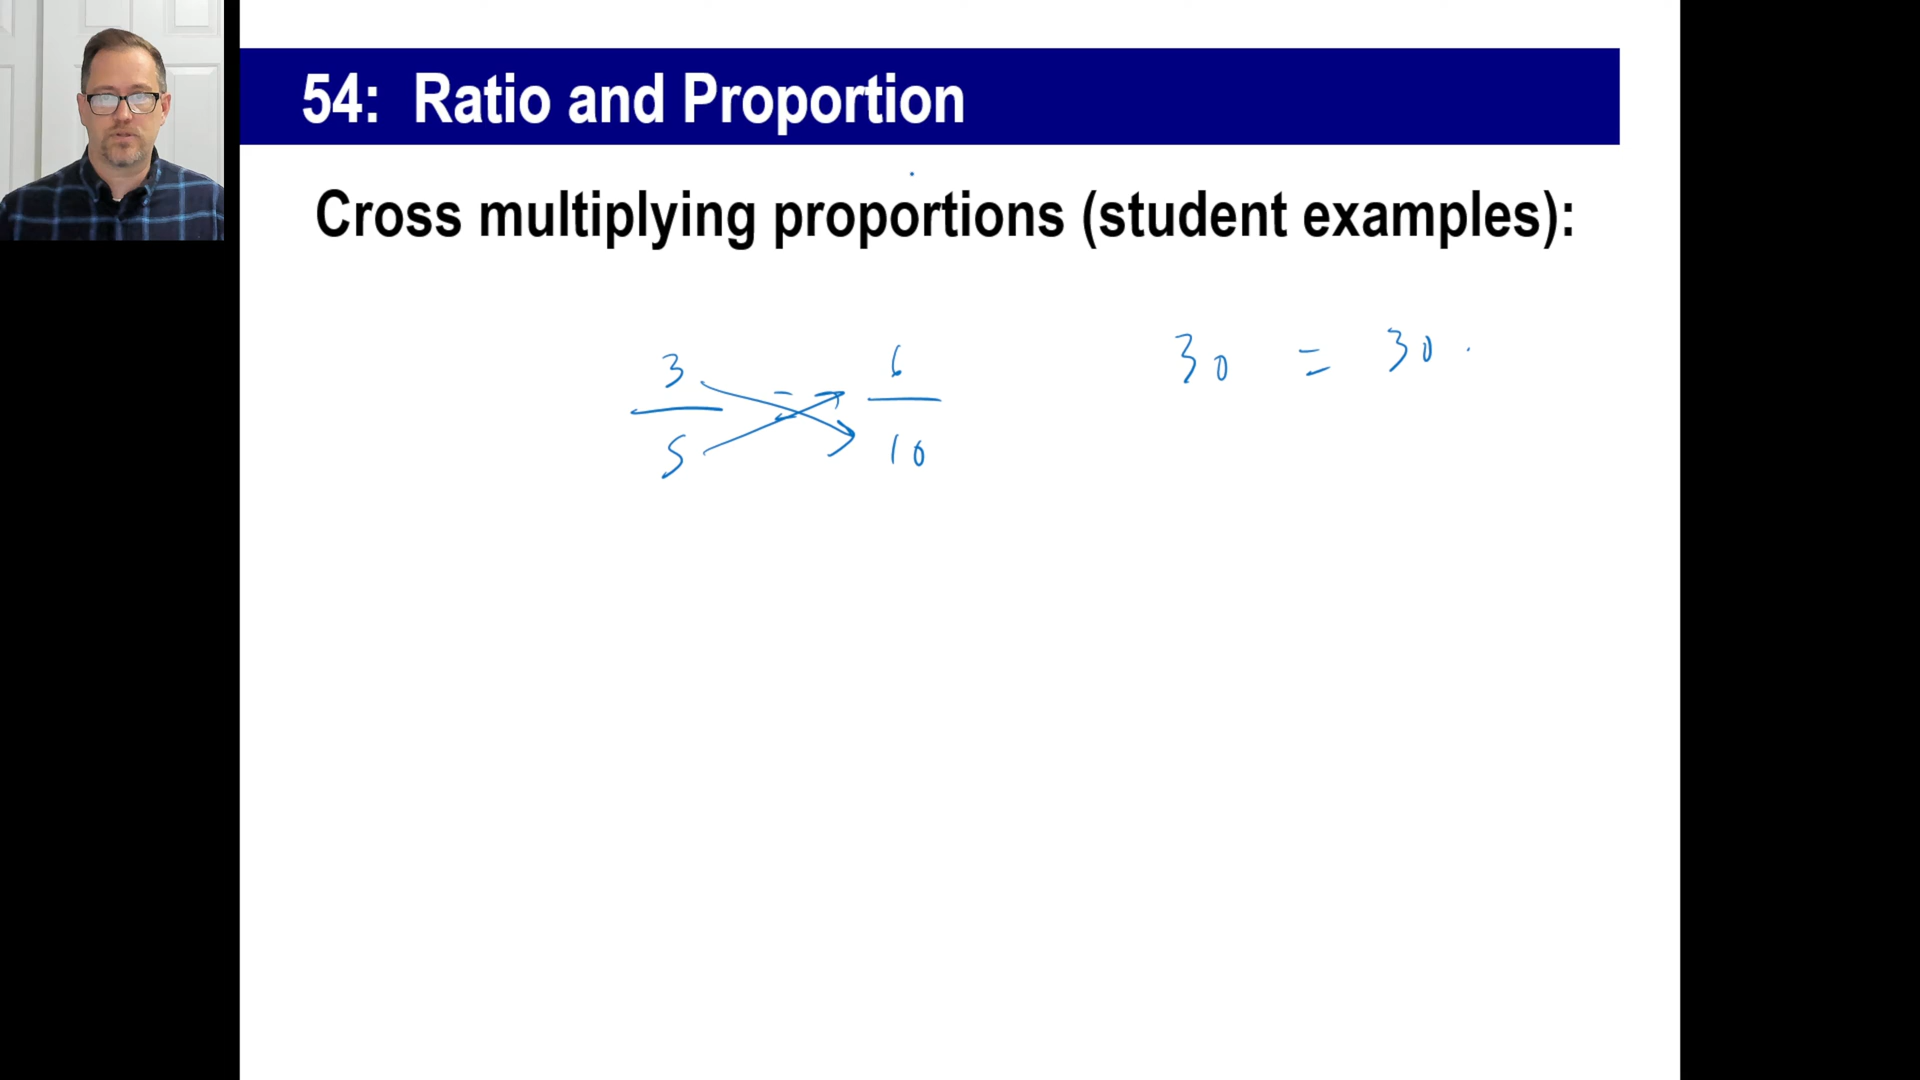 54: Ratio and Proportion
Cross multiplying proportions (student examples):
3 = 6 30 = 30
5 10